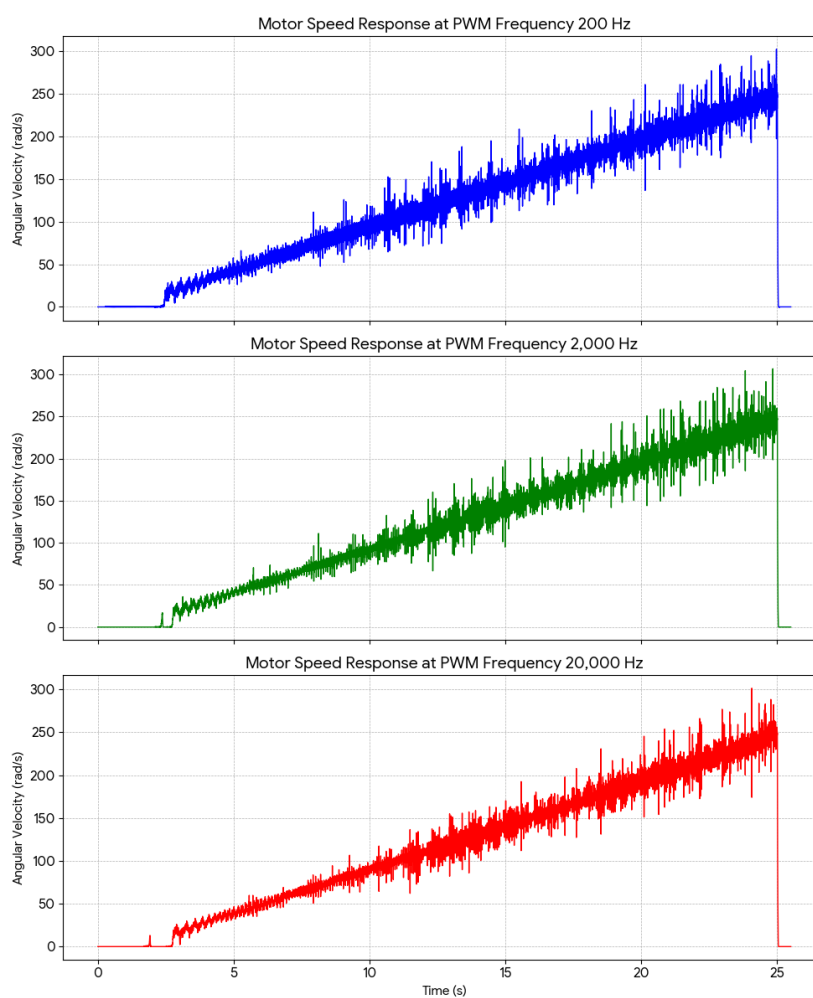 Motor Speed Response at PWM Frequency 200 Hz
Angular Velocity (rad/s)
300
250
200
150
100
50
0
Motor Speed Response at PWM Frequency 2,000 Hz
Angular Velocity (rad/s)
300
250
200
150
100
50
0
Motor Speed Response at PWM Frequency 20,000 Hz
Angular Velocity (rad/s)
300
250
200
150
100
50
0
0 5 10 15 20 25
Time (s)